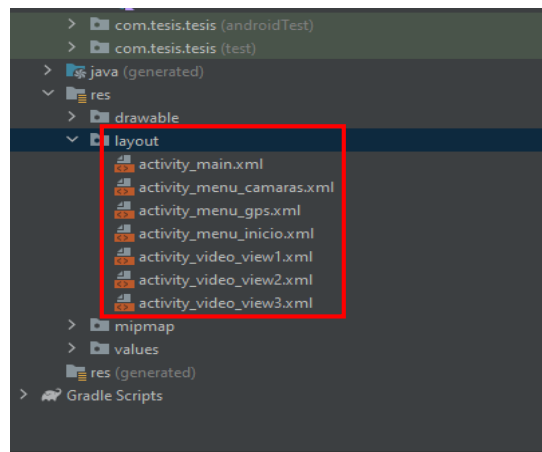 com.tesis.tesis (androidTest)
com.tesis.tesis (test)
java (generated)
res
drawable
layout
activity_main.xml
activity_menu_camaras.xml
activity_menu_gps.xml
activity_menu_inicio.xml
activity_video_view1.xml
activity_video_view2.xml
activity_video_view3.xml
mipmap
values
res (generated)
Gradle Scripts